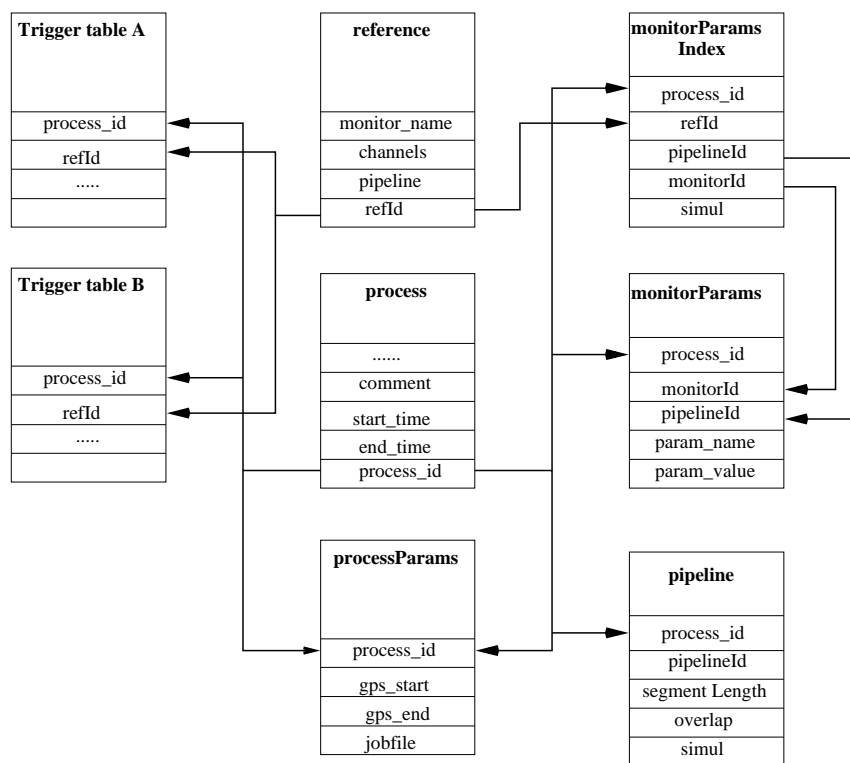 Trigger table A
process_id
refId
.....
reference
monitor_name
channels
pipeline
refId
monitorParams
Index
process_id
refId
pipelineId
monitorId
simul
Trigger table B
process_id
refId
.....
process
......
comment
start_time
end_time
process_id
monitorParams
process_id
monitorId
pipelineId
param_name
param_value
processParams
process_id
gps_start
gps_end
jobfile
pipeline
process_id
pipelineId
segment Length
overlap
simul